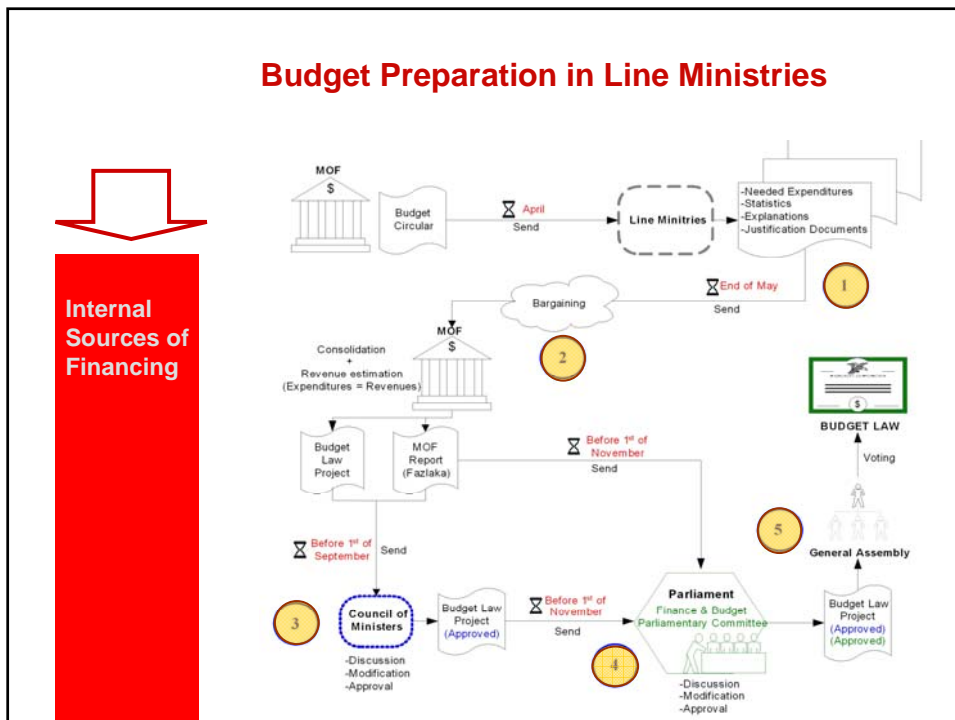 Budget Preparation in Line Ministries
Internal
Sources of
Financing
MOF
$
Budget
Circular
April
Send
Line Minitries
-Needed Expenditures
-Statistics
-Explanations
-Justification Documents
1
End of May
Send
Bargaining
2
MOF
$
Consolidation
+
Revenue estimation
(Expenditures = Revenues)
Budget
Law
Project
MOF
Report
(Fazlaka)
Before 1st of
November
Send
Before 1st of
September
Send
3
Council of
Ministers
-Discussion
-Modification
-Approval
Budget Law
Project
(Approved)
Before 1st of
November
Send
Parliament
Finance & Budget
Parliamentary Committee
4
-Discussion
-Modification
-Approval
Budget Law
Project
(Approved)
(Approved)
5
General Assembly
Voting
BUDGET LAW
$